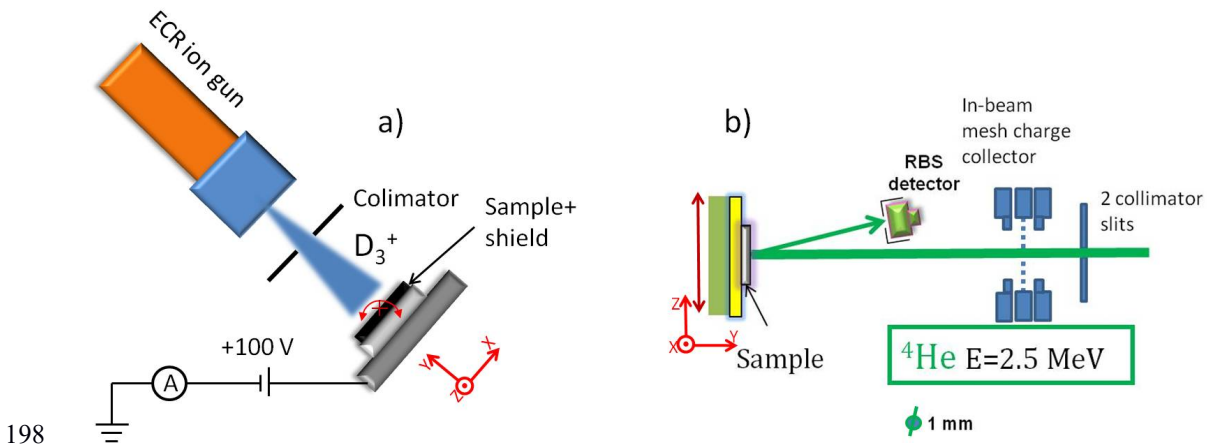 ECR ion gun
a)
Colimator
Sample+
shield
D₃⁺
+100 V
A
X
Y
Z
198
b)
In-beam
mesh charge
collector
RBS
detector
2 collimator
slits
Z
X
Y
Sample
⁴He E=2.5 MeV
1 mm